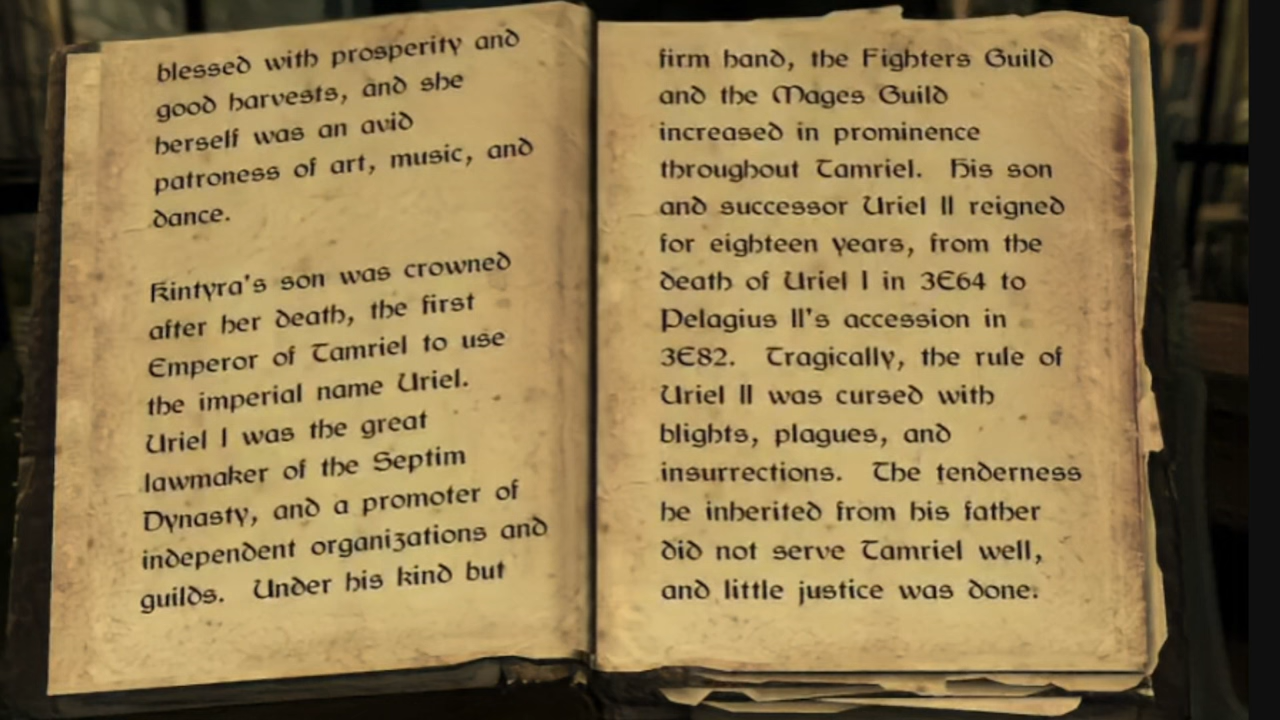 blessed with prosperity and
good harvests, and she
herself was an avid
patroness of art, music, and
dance.
Kintyra's son was crowned
after her death, the first
Emperor of Tamriel to use
the imperial name Uriel.
Uriel I was the great
lawmaker of the Septim
Dynasty, and a promoter of
independent organizations and
guilds.  Under his kind but
firm hand, the Fighters Guild
and the Mages Guild
increased in prominence
throughout Tamriel.  His son
and successor Uriel II reigned
for eighteen years, from the
death of Uriel I in 3E64 to
Pelagius II's accession in
3E82.  Tragically, the rule of
Uriel II was cursed with
blights, plagues, and
insurrections.  The tenderness
he inherited from his father
did not serve Tamriel well,
and little justice was done.